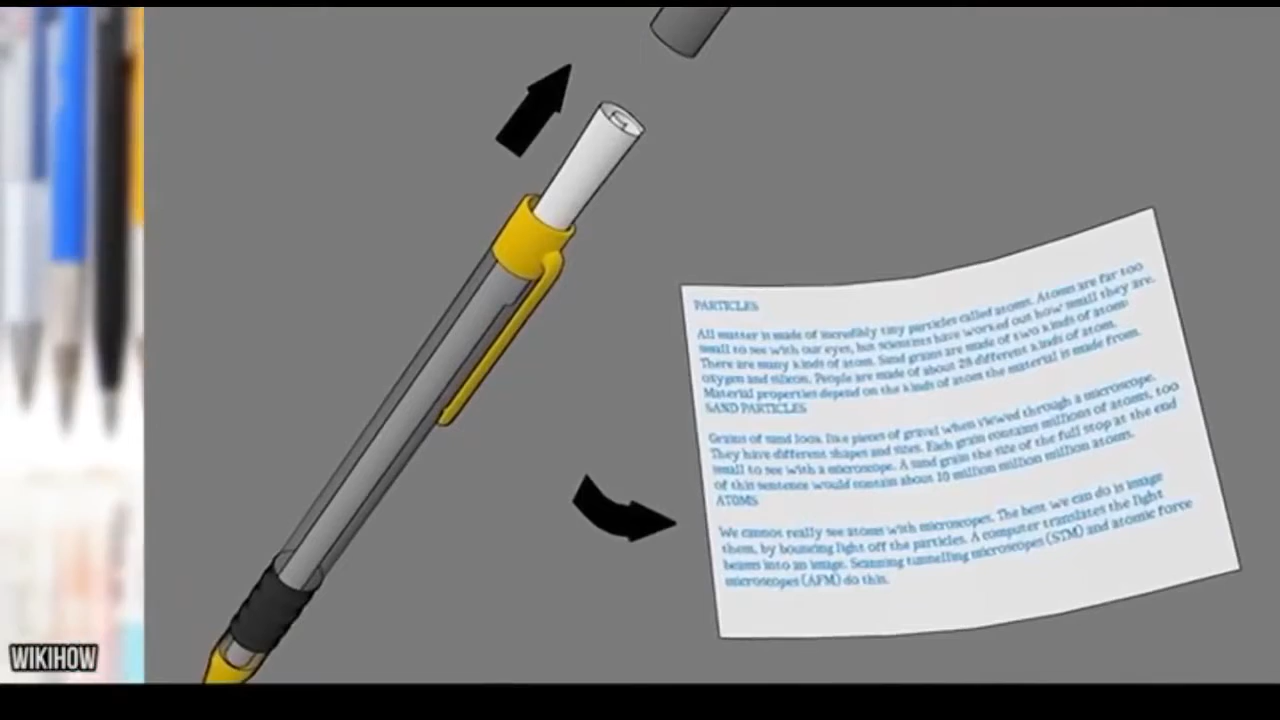 PARTICLES
All matter is made of incredibly tiny particles called atoms. Atoms are far too
small to see with our eyes, but scientists have worked out how small they are.
There are many kinds of atom. Sand grains are made of two kinds of atom:
oxygen and silicon. People are made of about 28 different kinds of atom.
Material properties depend on the kinds of atom the material is made from.
SAND PARTICLES
Grains of sand look like pieces of gravel when viewed through a microscope.
They have different shapes and sizes. Each grain contains millions of atoms, too
small to see with a microscope. A sand grain the size of the full stop at the end
of this sentence would contain about 10 million million million atoms.
ATOMS
We cannot really see atoms with microscopes. The best we can do is image
them, by bouncing light off the particles. A computer translates the light
beams into an image. Scanning tunnelling microscopes (STM) and atomic force
microscopes (AFM) do this.
WIKIHOW